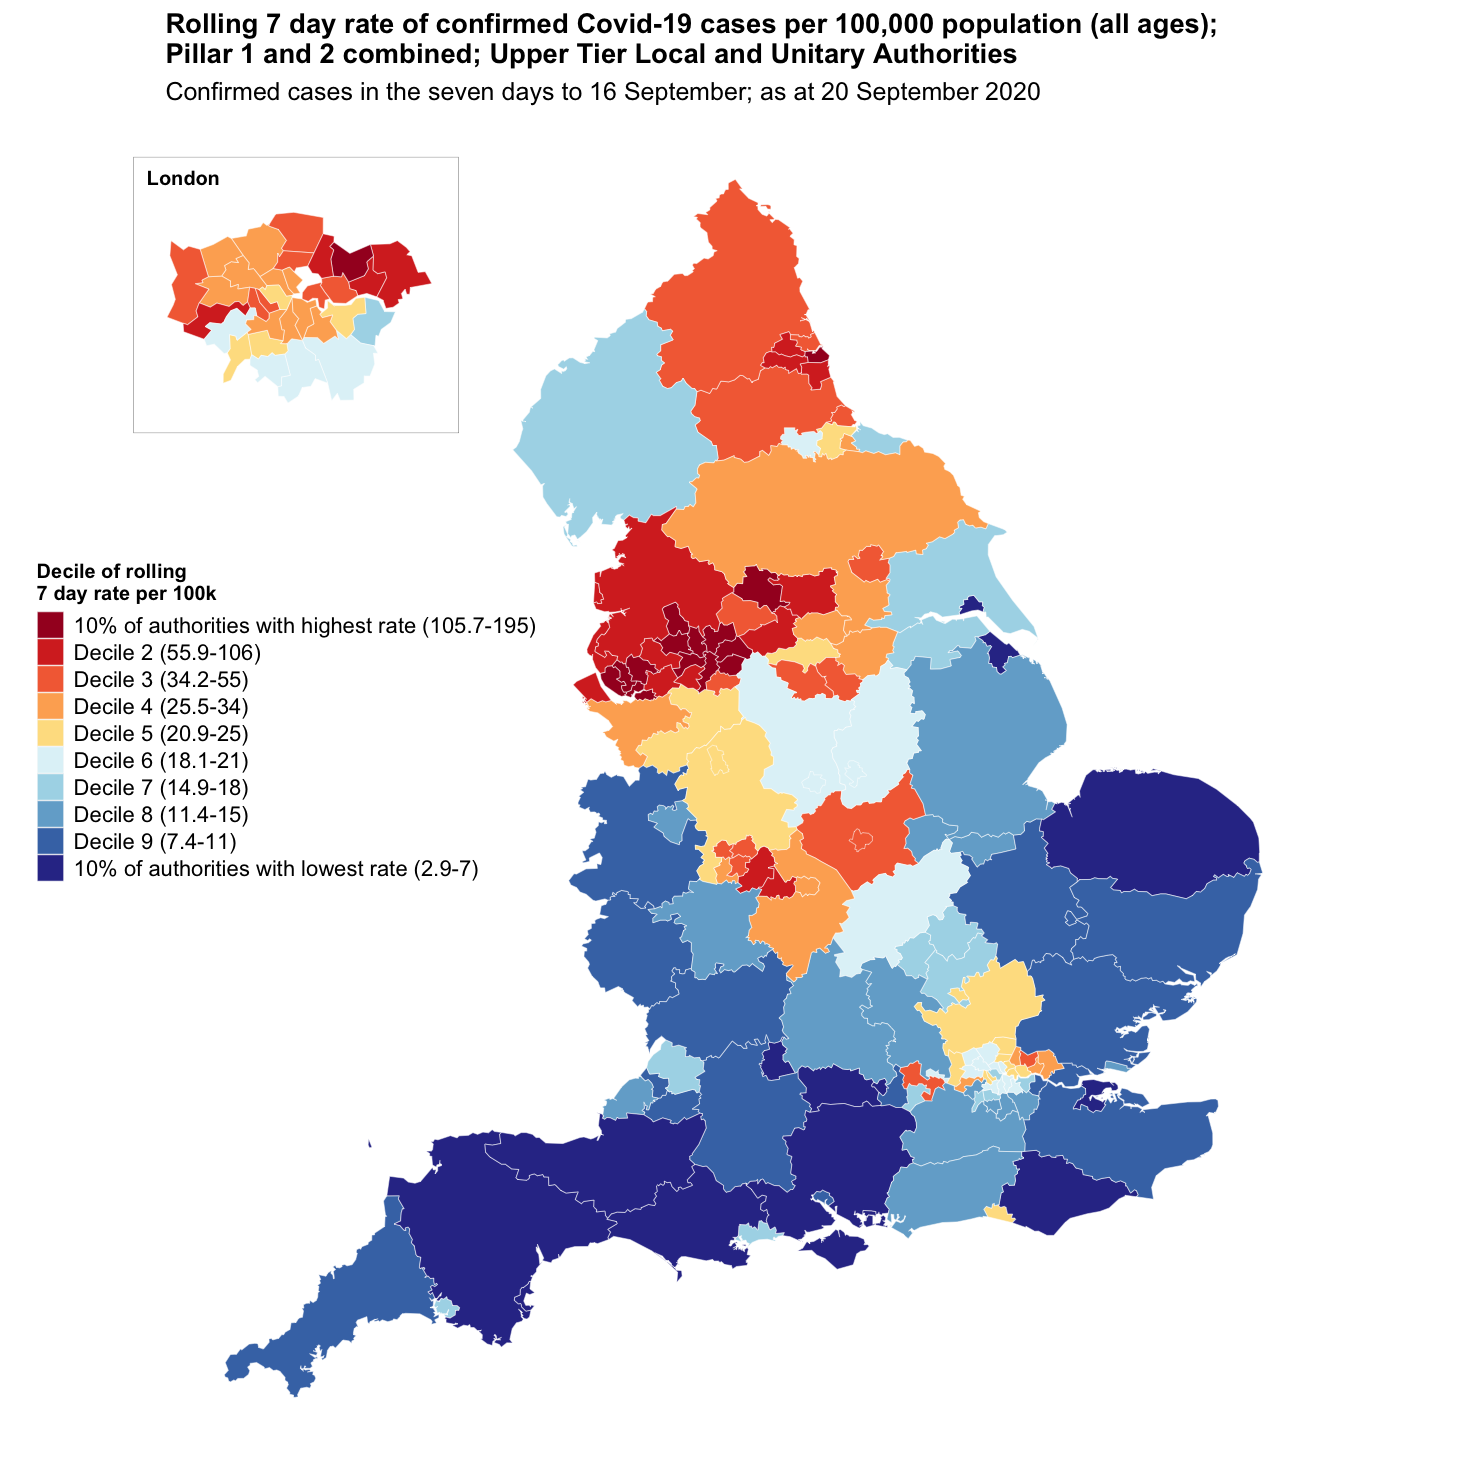 Rolling 7 day rate of confirmed Covid-19 cases per 100,000 population (all ages);
Pillar 1 and 2 combined; Upper Tier Local and Unitary Authorities
Confirmed cases in the seven days to 16 September; as at 20 September 2020
London
Decile of rolling
7 day rate per 100k
10% of authorities with highest rate (105.7-195)
Decile 2 (55.9-106)
Decile 3 (34.2-55)
Decile 4 (25.5-34)
Decile 5 (20.9-25)
Decile 6 (18.1-21)
Decile 7 (14.9-18)
Decile 8 (11.4-15)
Decile 9 (7.4-11)
10% of authorities with lowest rate (2.9-7)